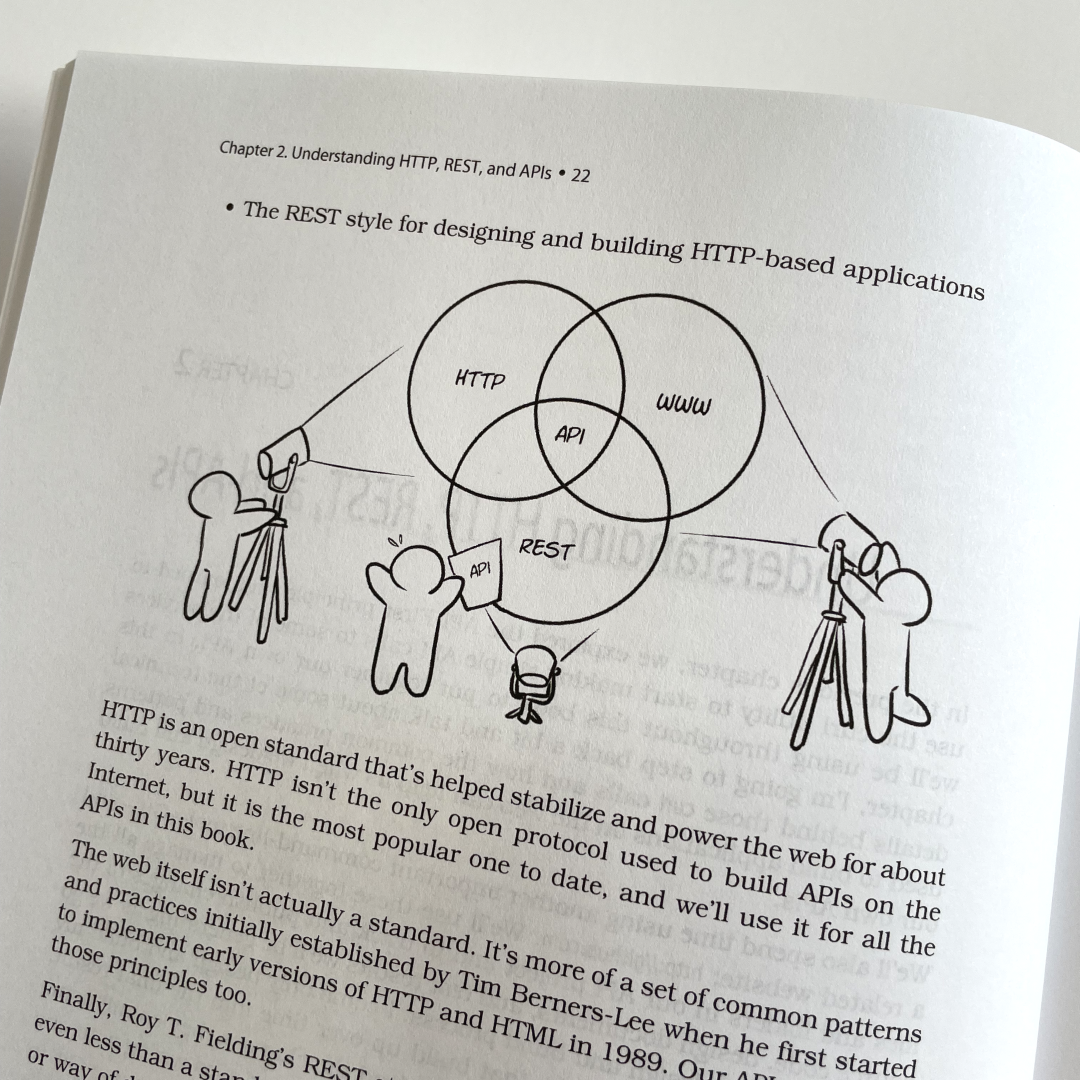 Chapter 2. Understanding HTTP, REST, and APIs • 22
• The REST style for designing and building HTTP-based applications
HTTP
WWW
API
REST
API
HTTP is an open standard that's helped stabilize and power the web for about
thirty years. HTTP isn't the only open protocol used to build APIs on the
Internet, but it is the most popular one to date, and we'll use it for all the
APIs in this book.
The web itself isn't actually a standard. It's more of a set of common patterns
and practices initially established by Tim Berners-Lee when he first started
to implement early versions of HTTP and HTML in 1989. Our
those principles too.
Finally, Roy T. Fielding's REST
even less than a
or way of